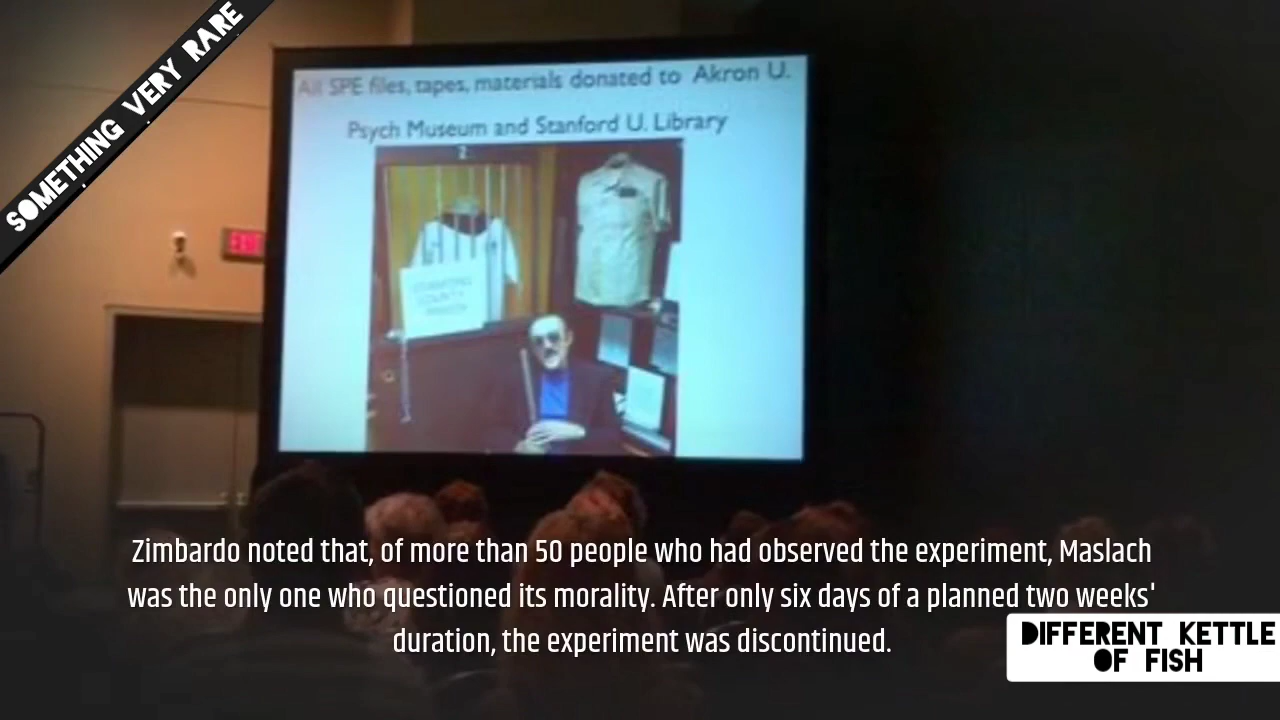 SOMETHING VERY RARE
All SPE files, tapes, materials donated to Akron U.
Psych Museum and Stanford U. Library
2
EXIT
Zimbardo noted that, of more than 50 people who had observed the experiment, Maslach
was the only one who questioned its morality. After only six days of a planned two weeks'
duration, the experiment was discontinued.
DIFFERENT KETTLE
OF FISH